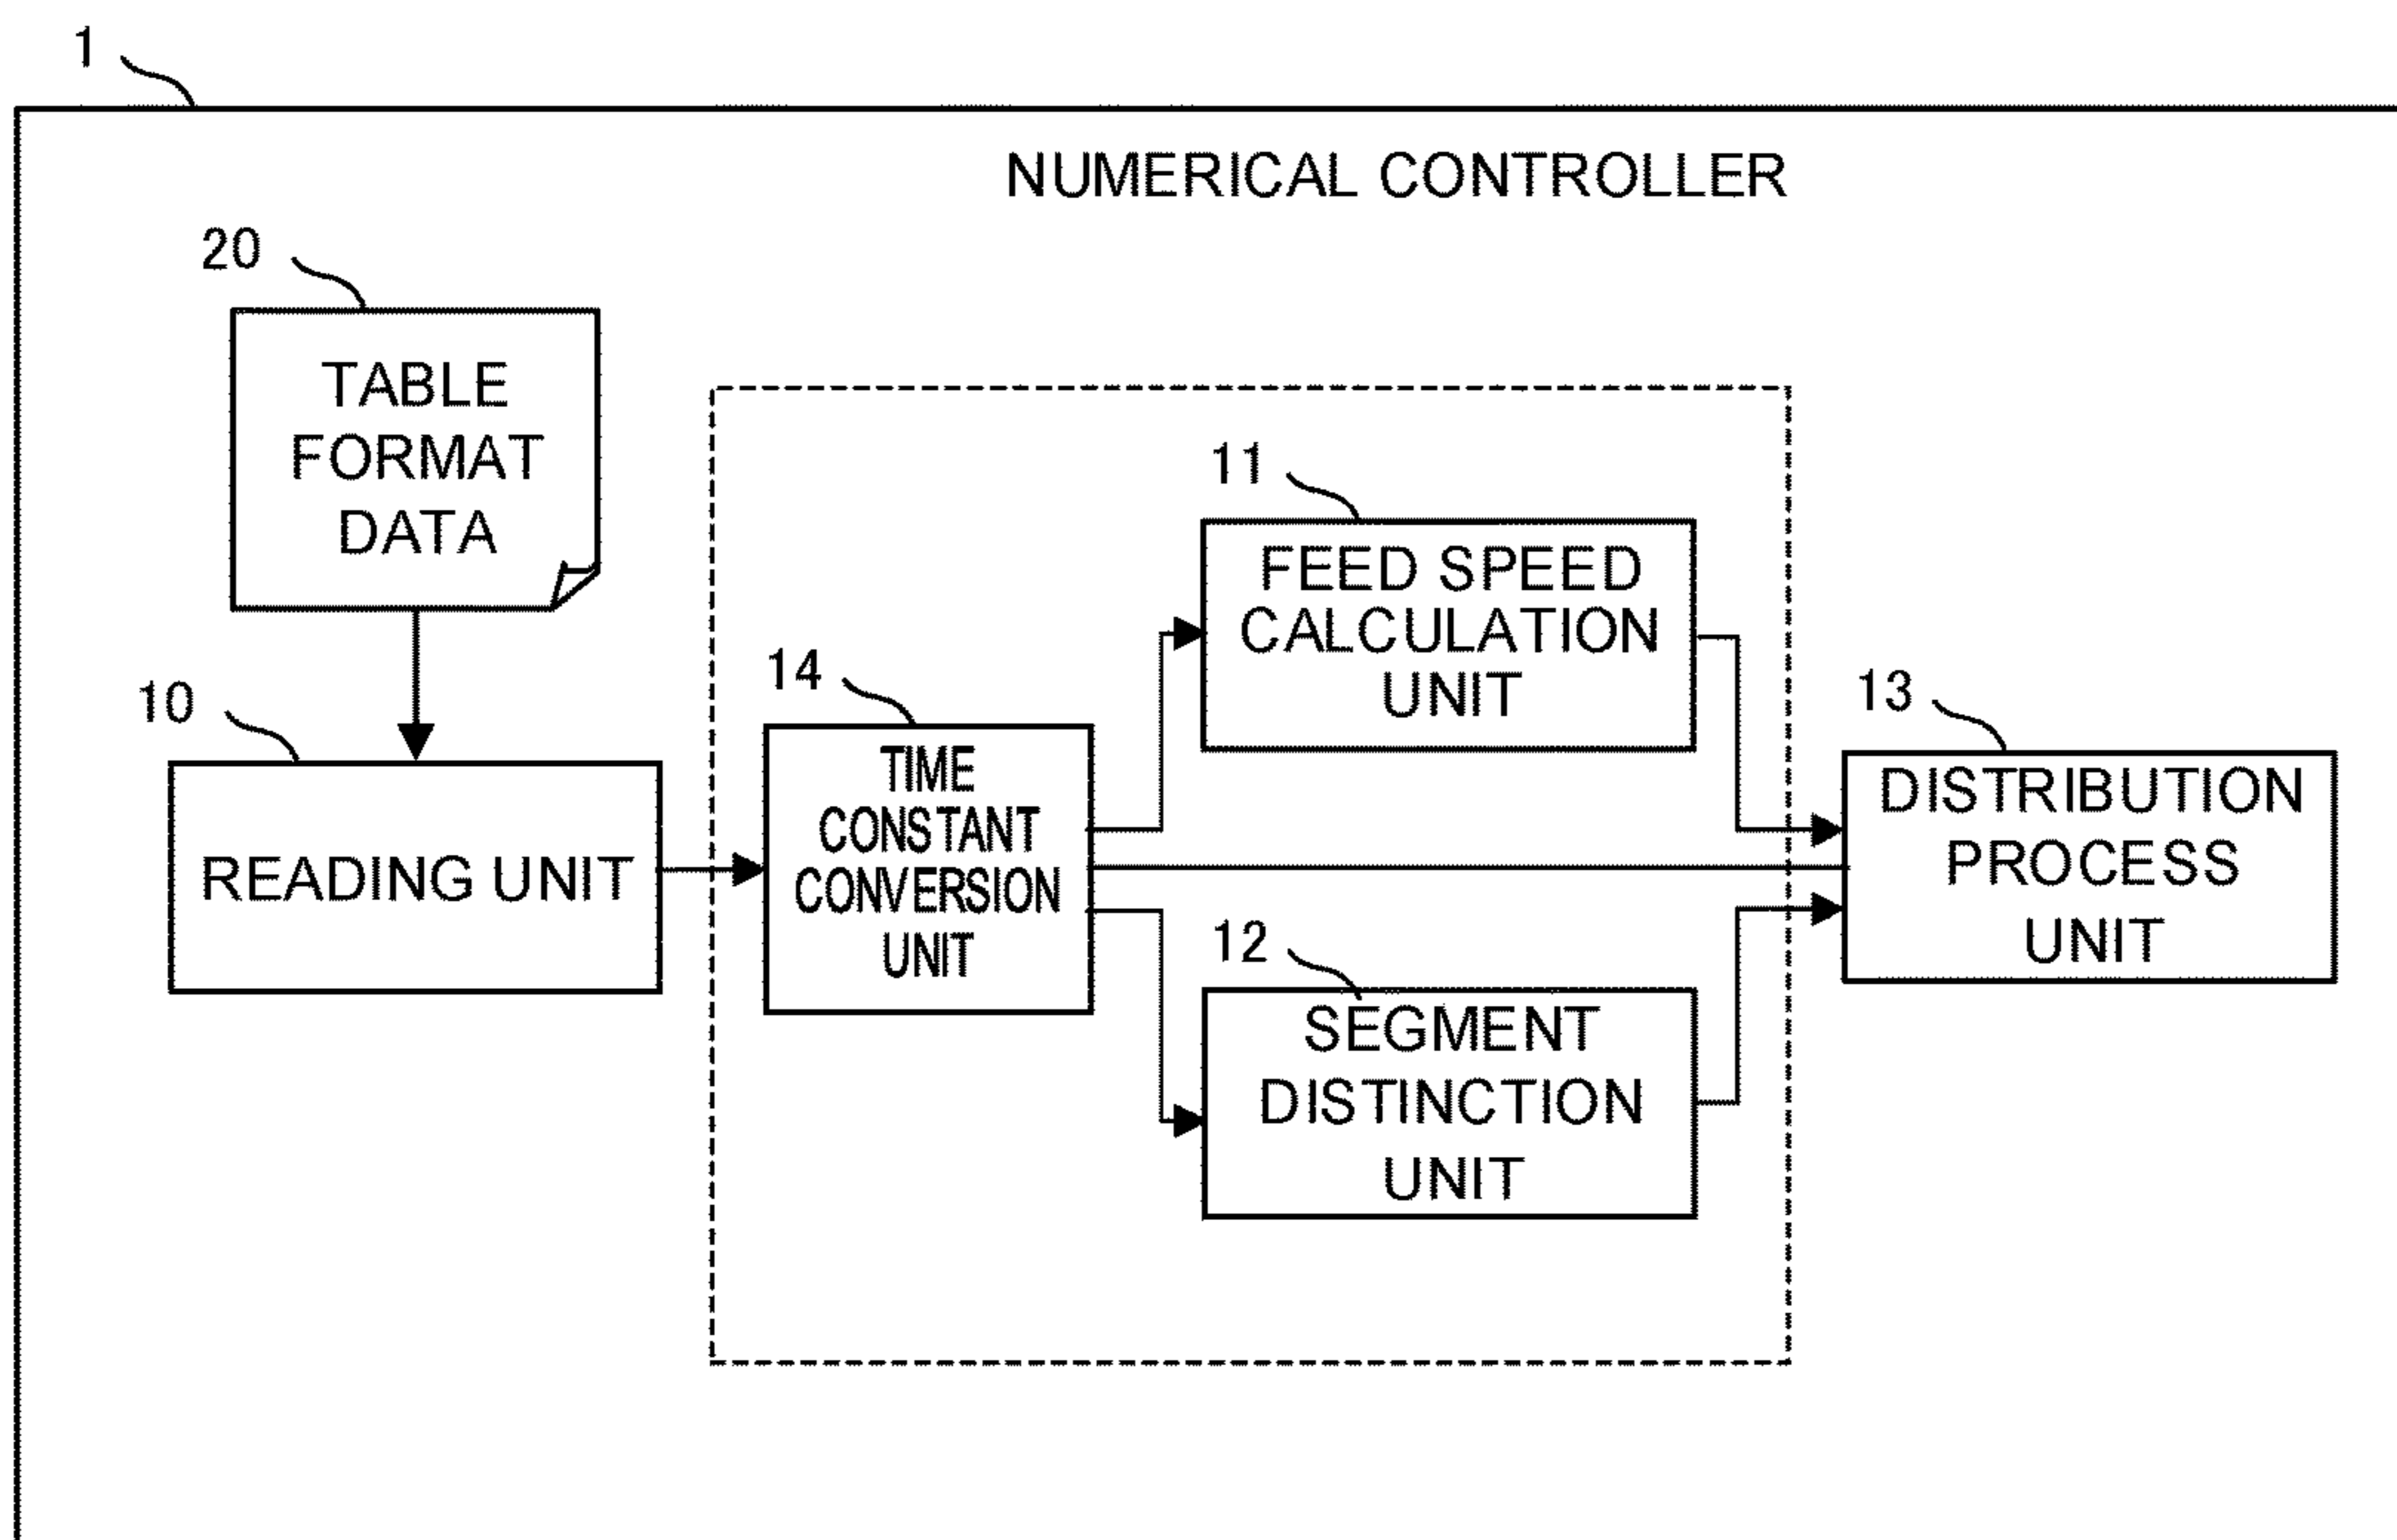 1
NUMERICAL CONTROLLER
20
TABLE
FORMAT
DATA
11
FEED SPEED
CALCULATION
UNIT
10
14
13
READING UNIT
TIME
CONSTANT
CONVERSION
UNIT
DISTRIBUTION
PROCESS
UNIT
12
SEGMENT
DISTINCTION
UNIT